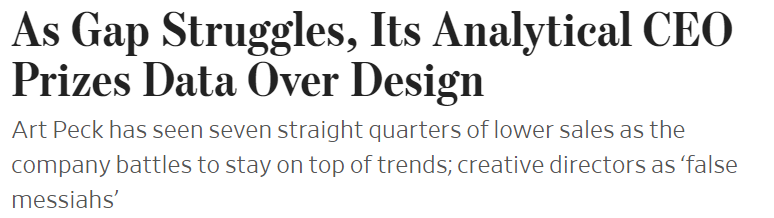 As Gap Struggles, Its Analytical CEO
Prizes Data Over Design
Art Peck has seen seven straight quarters of lower sales as the
company battles to stay on top of trends; creative directors as ‘false
messiahs’